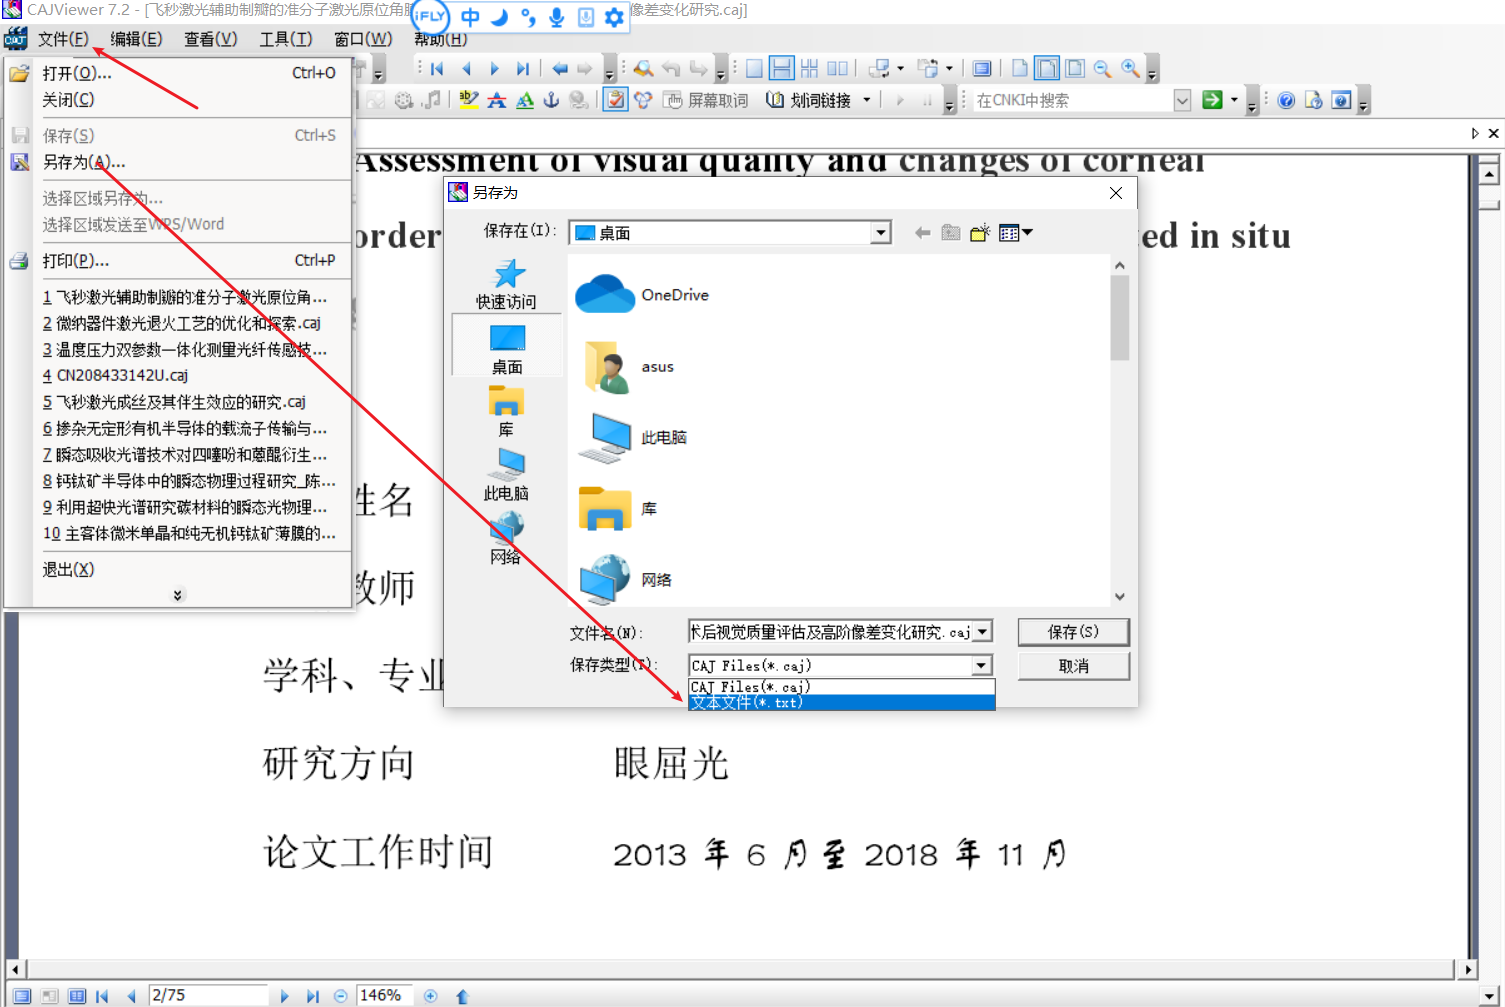 CAJViewer 7.2 - [飞秒激光辅助制瓣的准分子激光原位角
像差变化研究.caj]
iFLY 中
文件(F) 编辑(E) 查看(V) 工具(T) 窗口(W) 帮助(H)
打开(O)... Ctrl+O
关闭(C)
保存(S) Ctrl+S
另存为(A)...
选择区域另存为...
选择区域发送至WPS/Word
打印(P)... Ctrl+P
1 飞秒激光辅助制瓣的准分子激光原位角...
2 微纳器件激光退火工艺的优化和探索.caj
3 温度压力双参数一体化测量光纤传感技...
4 CN208433142U.caj
5 飞秒激光成丝及其伴生效应的研究.caj
6 掺杂无定形有机半导体的载流子传输与...
7 瞬态吸收光谱技术对四噻吩和蒽醌衍生...
8 钙钛矿半导体中的瞬态物理过程研究_陈...
9 利用超快光谱研究碳材料的瞬态光物理...
10 主客体微米单晶和纯无机钙钛矿薄膜的...
退出(X)
屏幕取词 划词链接 在CNKI中搜索
Assessment of visual quality and changes of corneal
order
ed in situ
另存为
保存在(I): 桌面
快速访问
桌面
库
此电脑
网络
OneDrive
asus
此电脑
库
网络
文件名(N): 术后视觉质量评估及高阶像差变化研究.caj 保存(S)
保存类型(T): CAJ Files(*.caj) 取消
CAJ Files(*.caj)
文本文件(*.txt)
姓名
教师
学科、专业
研究方向 眼屈光
论文工作时间 2013 年 6 月 至 2018 年 11 月
2/75 146%